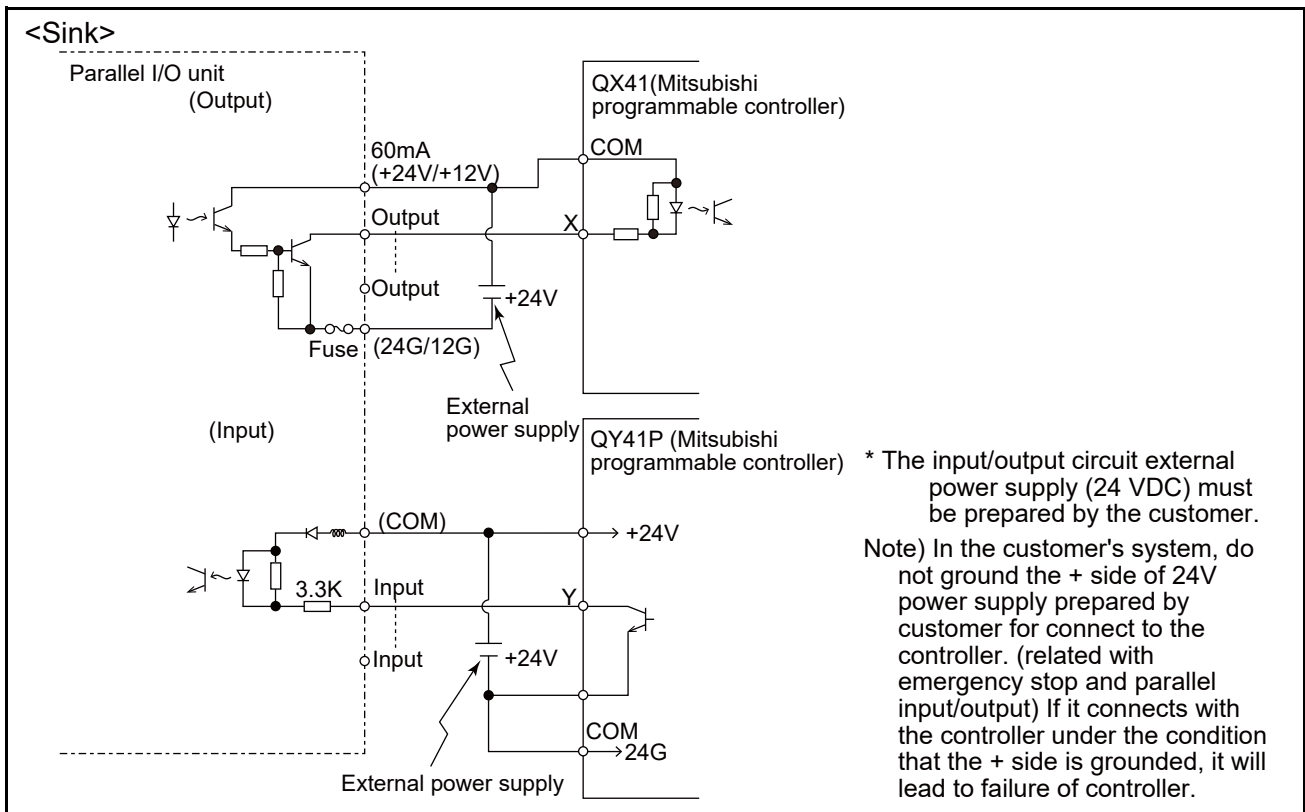 <Sink>
Parallel I/O unit
(Output)
QX41(Mitsubishi
programmable controller)
60mA
(+24V/+12V)
COM
Output
X
Output
+24V
Fuse
(24G/12G)
External
power supply
(Input)
QY41P (Mitsubishi
programmable controller)
(COM)
+24V
3.3K
Input
Y
Input
+24V
COM
24G
External power supply
* The input/output circuit external
power supply (24 VDC) must
be prepared by the customer.
Note) In the customer's system, do
not ground the + side of 24V
power supply prepared by
customer for connect to the
controller. (related with
emergency stop and parallel
input/output) If it connects with
the controller under the condition
that the + side is grounded, it will
lead to failure of controller.